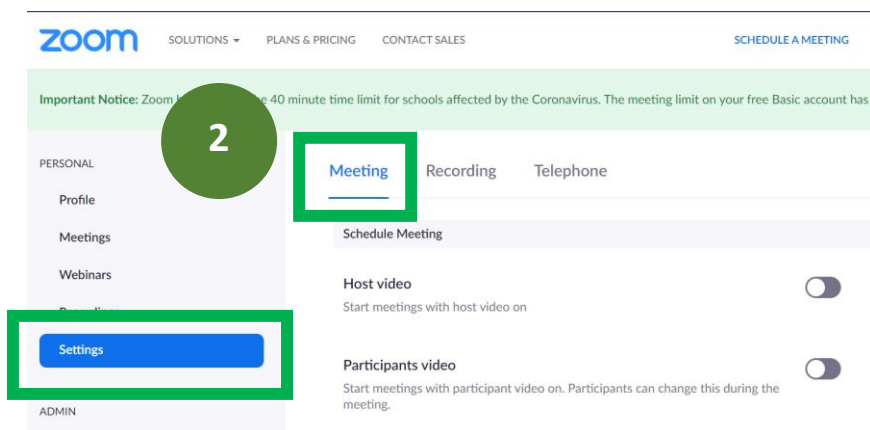 zoom SOLUTIONS PLANS & PRICING CONTACT SALES SCHEDULE A MEETING
Important Notice: Zoom 40 minute time limit for schools affected by the Coronavirus. The meeting limit on your free Basic account has
2
PERSONAL
Profile
Meetings
Webinars
Settings
ADMIN
Meeting Recording Telephone
Schedule Meeting
Host video
Start meetings with host video on
Participants video
Start meetings with participant video on. Participants can change this during the
meeting.